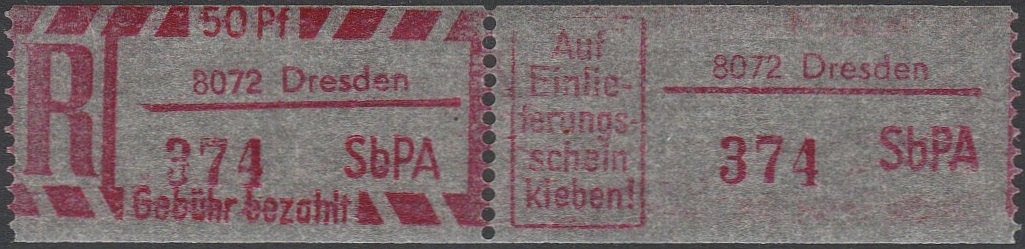 50 Pf
R
8072 Dresden
374 SbPA
Gebühr bezahlt
Auf
Einlie-
ferungs-
schein
kleben!
8072 Dresden
374 SbPA